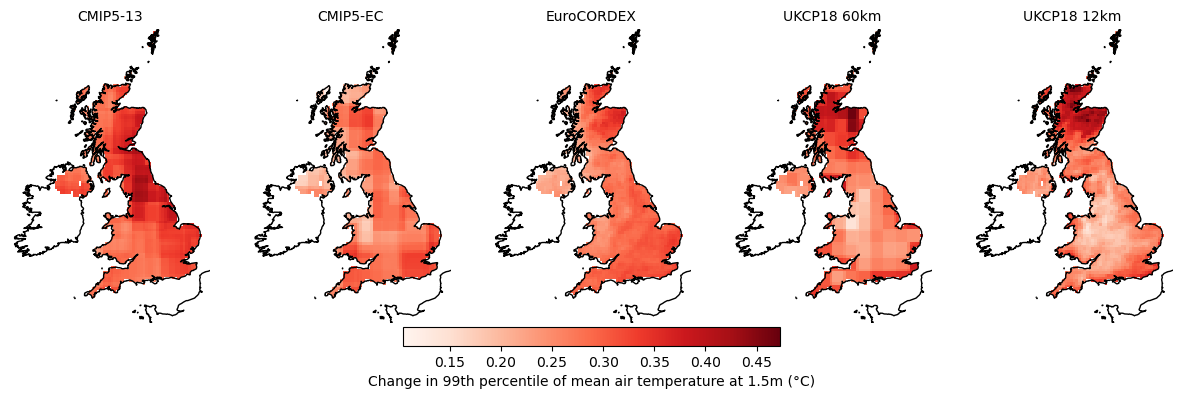 CMIP5-13
CMIP5-EC
EuroCORDEX
UKCP18 60km
UKCP18 12km
0.15 0.20 0.25 0.30 0.35 0.40 0.45
Change in 99th percentile of mean air temperature at 1.5m (°C)